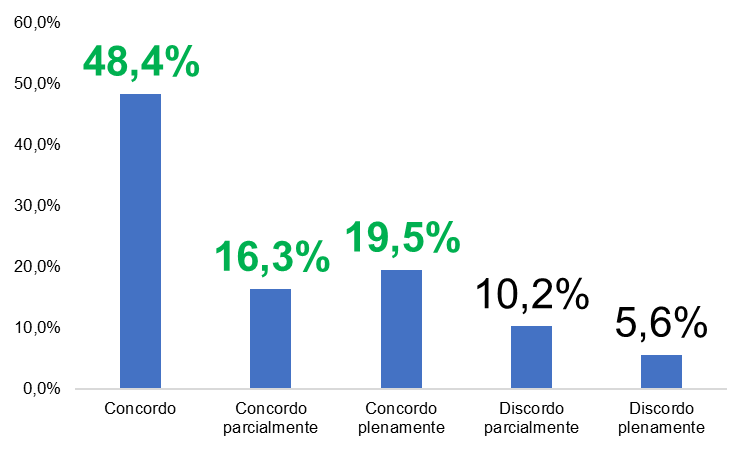 60,0%
50,0%
40,0%
30,0%
20,0%
10,0%
0,0%
48,4%
16,3%
19,5%
10,2%
5,6%
Concordo
Concordo
parcialmente
Concordo
plenamente
Discordo
parcialmente
Discordo
plenamente